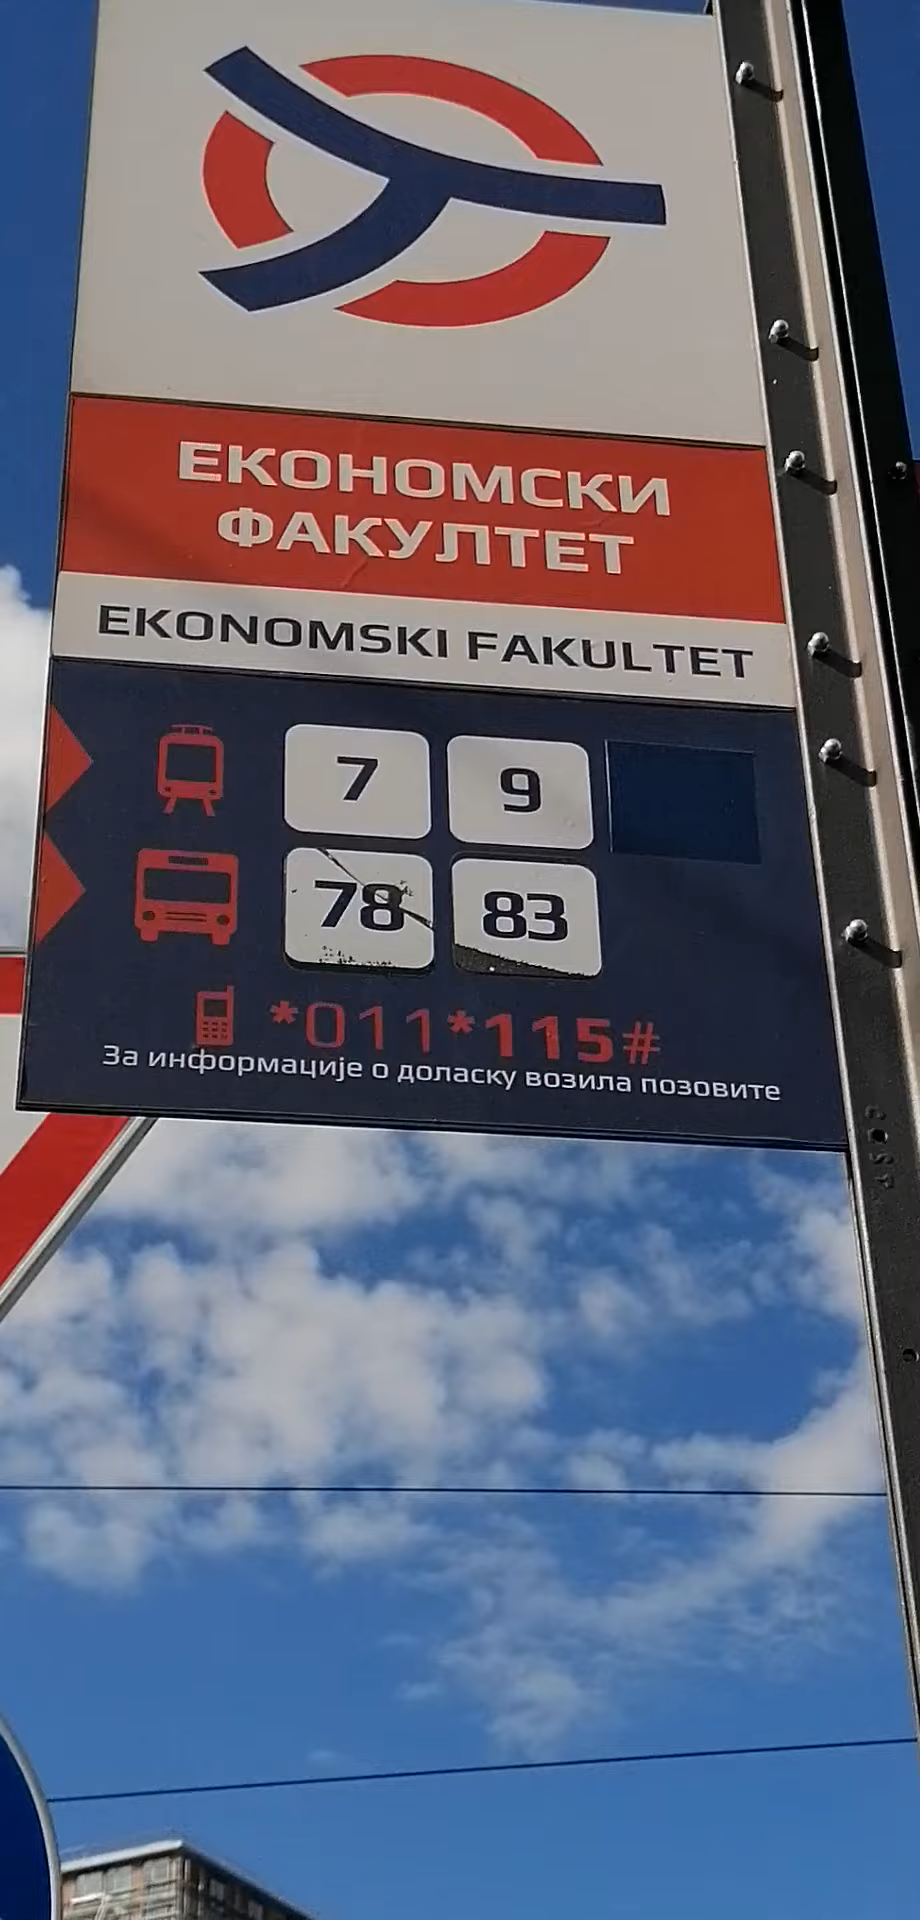 ЕКОНОМСКИ
ФАКУЛТЕТ
EKONOMSKI FAKULTET
7 9
78 83
*011*115#
За информације о доласку возила позовите